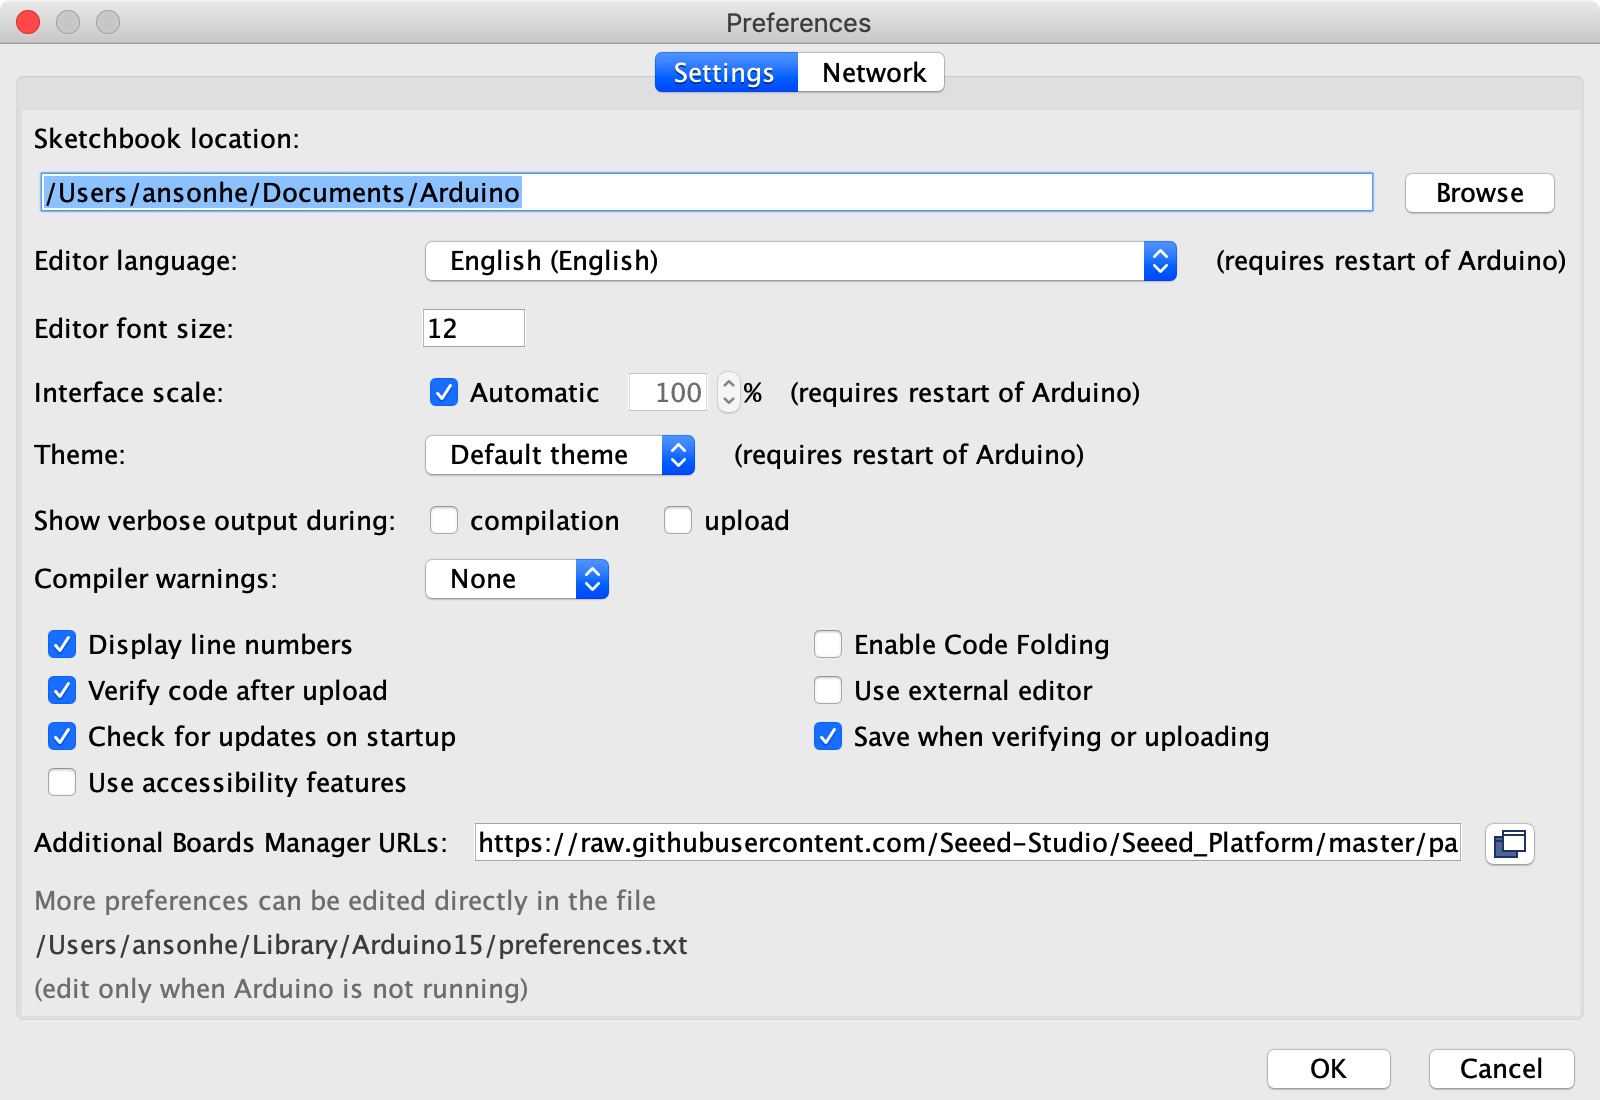 Preferences
Settings Network
Sketchbook location:
/Users/ansonhe/Documents/Arduino Browse
Editor language: English (English) (requires restart of Arduino)
Editor font size: 12
Interface scale: Automatic 100 % (requires restart of Arduino)
Theme: Default theme (requires restart of Arduino)
Show verbose output during: compilation upload
Compiler warnings: None
Display line numbers Enable Code Folding
Verify code after upload Use external editor
Check for updates on startup Save when verifying or uploading
Use accessibility features
Additional Boards Manager URLs: https://raw.githubusercontent.com/Seeed-Studio/Seeed_Platform/master/pa
More preferences can be edited directly in the file
/Users/ansonhe/Library/Arduino15/preferences.txt
(edit only when Arduino is not running)
OK Cancel